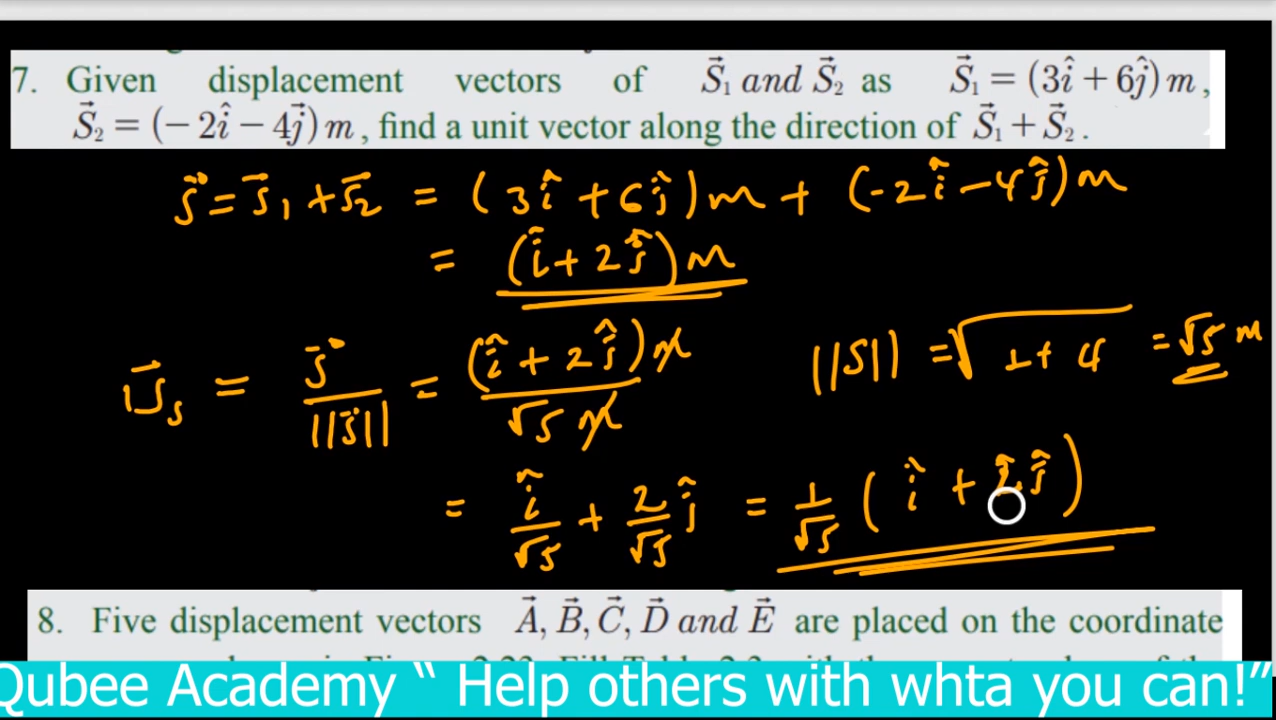 7. Given displacement vectors of S⃗₁ and S⃗₂ as S⃗₁ = (3î + 6ĵ) m,
S⃗₂ = (− 2î − 4j⃗) m, find a unit vector along the direction of S⃗₁ + S⃗₂.
S⃗ = S⃗₁ + S⃗₂ = (3î + 6ĵ)m + (-2î − 4ĵ)m
= (î + 2ĵ)m
U⃗ₛ = S⃗/||S⃗|| = (î + 2ĵ)m/√5 m
||S|| = √1+4 = √5 m
= î/√5 + 2/√5 ĵ = 1/√5 (î + 2ĵ)
8. Five displacement vectors A⃗, B⃗, C⃗, D⃗ and E⃗ are placed on the coordinate
Qubee Academy “ Help others with whta you can!”